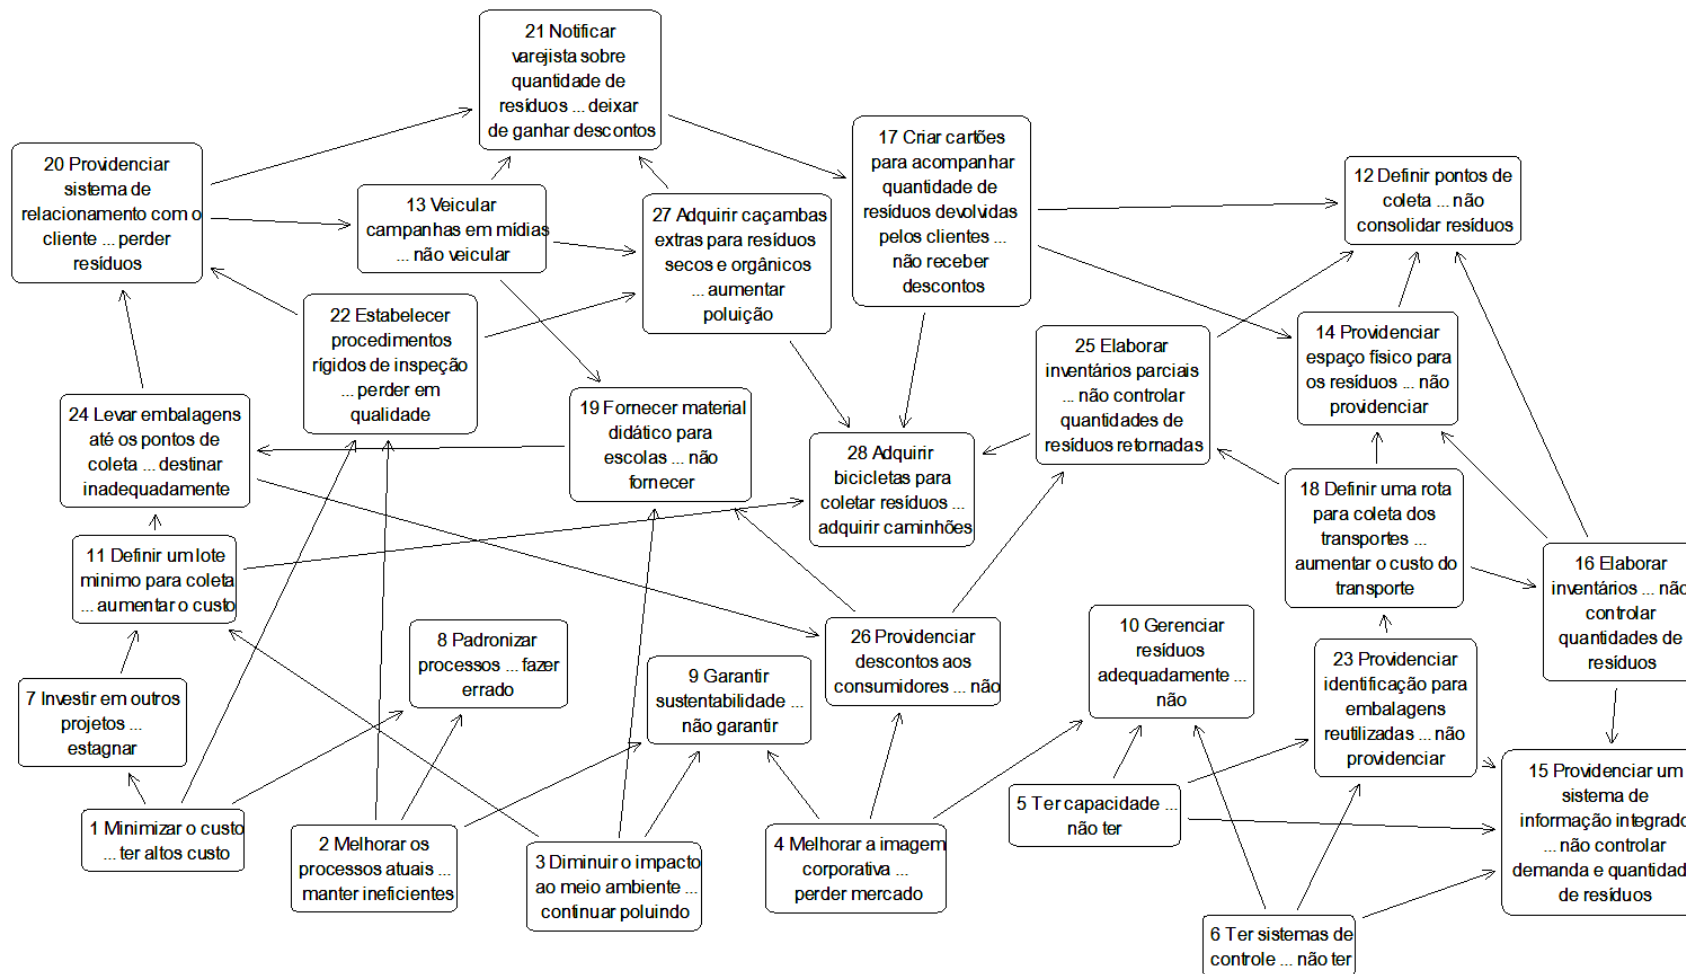 21 Notificar
varejista sobre
quantidade de
resíduos ... deixar
de ganhar descontos
20 Providenciar
sistema de
relacionamento com o
cliente ... perder
resíduos
13 Veicular
campanhas em mídias
... não veicular
27 Adquirir caçambas
extras para resíduos
secos e orgânicos
... aumentar
poluição
17 Criar cartões
para acompanhar
quantidade de
resíduos devolvidas
pelos clientes ...
não receber
descontos
12 Definir pontos de
coleta ... não
consolidar resíduos
22 Estabelecer
procedimentos
rígidos de inspeção
... perder em
qualidade
25 Elaborar
inventários parciais
... não controlar
quantidades de
resíduos retornadas
14 Providenciar
espaço físico para
os resíduos ... não
providenciar
24 Levar embalagens
até os pontos de
coleta ... destinar
inadequadamente
19 Fornecer material
didático para
escolas ... não
fornecer
28 Adquirir
bicicletas para
coletar resíduos ...
adquirir caminhões
18 Definir uma rota
para coleta dos
transportes ...
aumentar o custo do
transporte
11 Definir um lote
minimo para coleta
... aumentar o custo
16 Elaborar
inventários ... não
controlar
quantidades de
resíduos
8 Padronizar
processos ... fazer
errado
26 Providenciar
descontos aos
consumidores ... não
10 Gerenciar
resíduos
adequadamente ...
não
23 Providenciar
identificação para
embalagens
reutilizadas ... não
providenciar
7 Investir em outros
projetos ...
estagnar
9 Garantir
sustentabilidade ...
não garantir
15 Providenciar um
sistema de
informação integrado
... não controlar
demanda e quantidad
de resíduos
1 Minimizar o custo
... ter altos custo
2 Melhorar os
processos atuais ...
manter ineficientes
3 Diminuir o impacto
ao meio ambiente ...
continuar poluindo
4 Melhorar a imagem
corporativa ...
perder mercado
5 Ter capacidade ...
não ter
6 Ter sistemas de
controle ... não ter